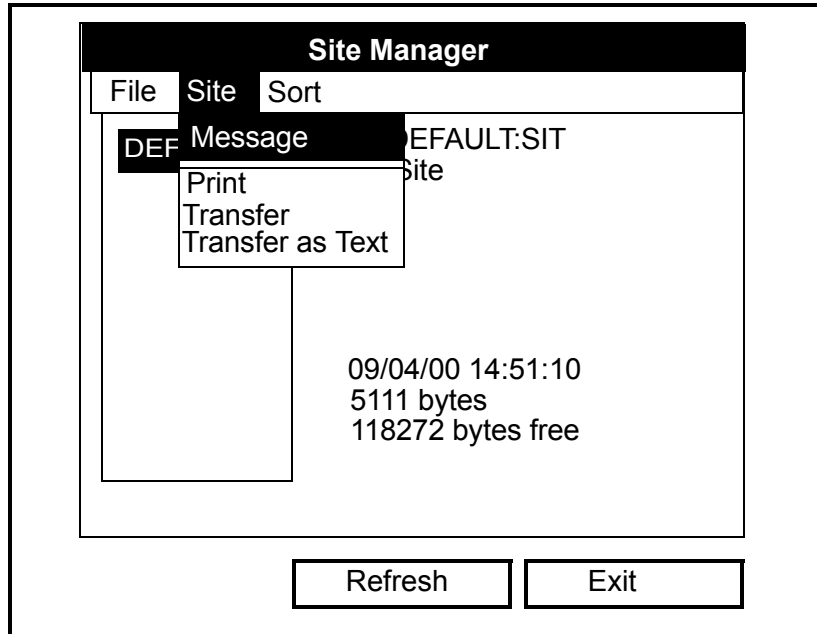 Site Manager
File Site Sort
DEF Message EFAULT:SIT
Site
Print
Transfer
Transfer as Text
09/04/00 14:51:10
5111 bytes
118272 bytes free
Refresh Exit